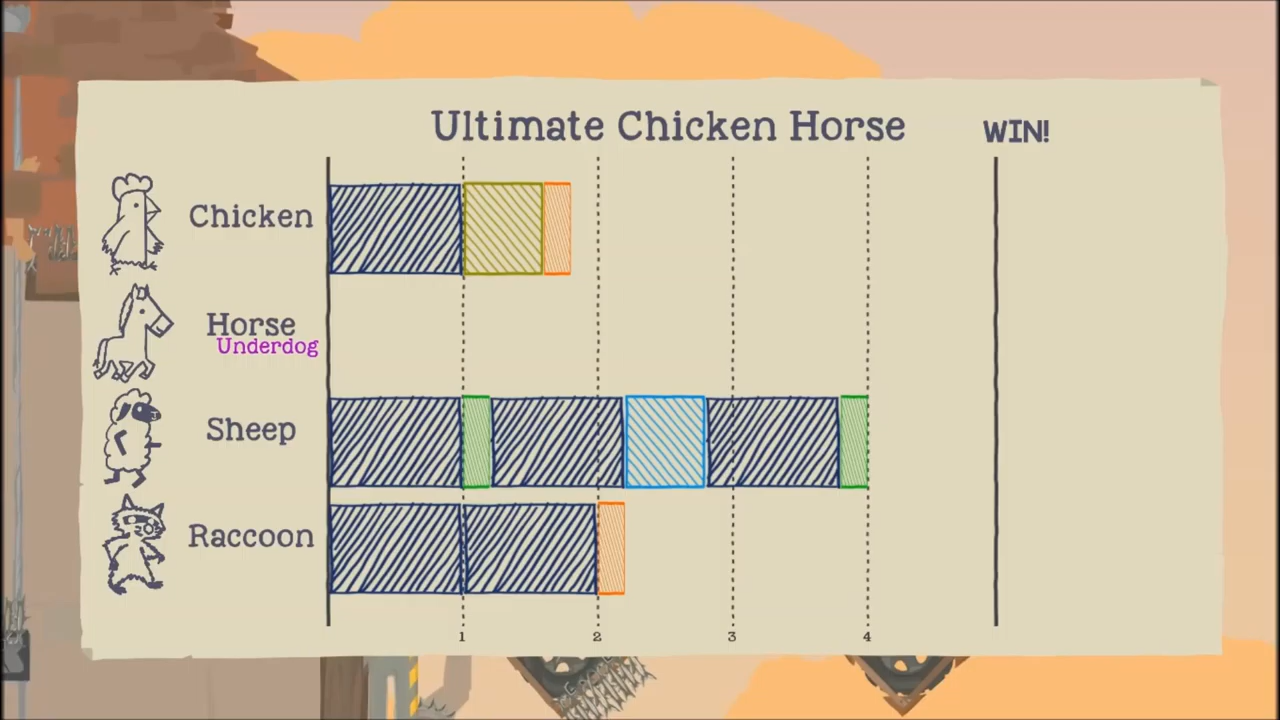 Ultimate Chicken Horse
WIN!
Chicken
Horse
Underdog
Sheep
Raccoon
1 2 3 4